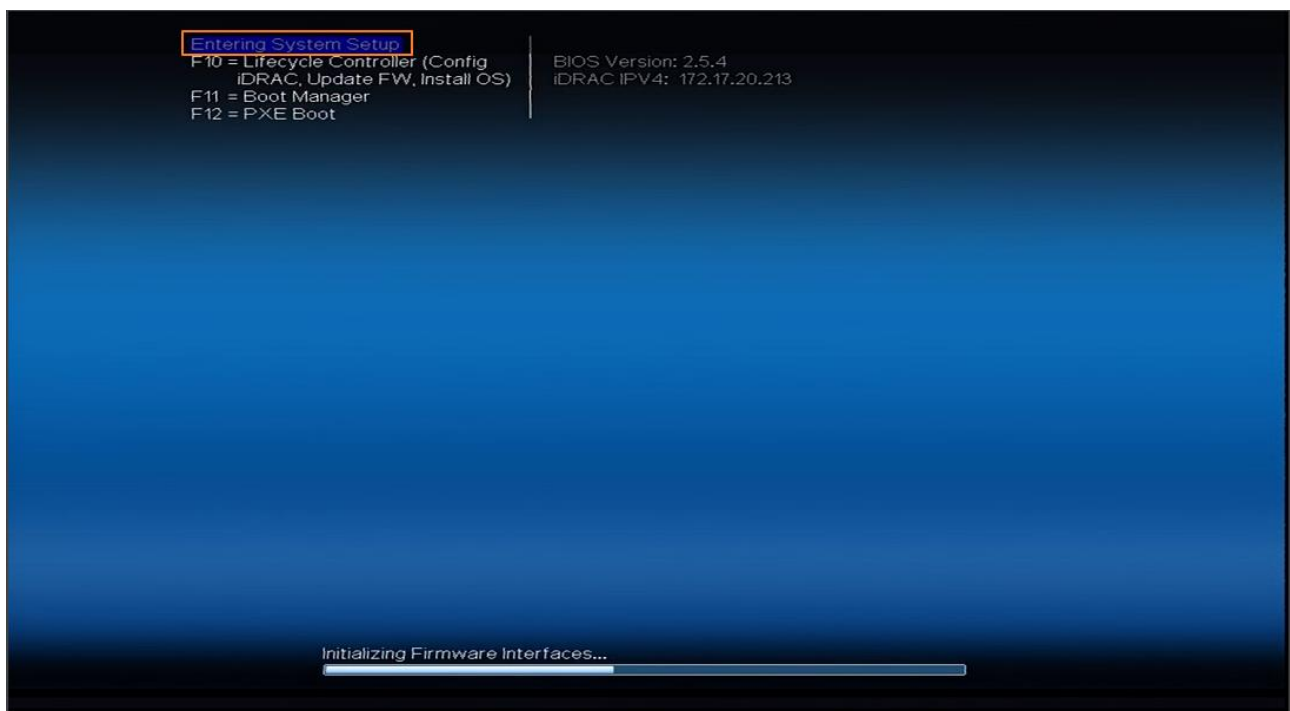 Entering System Setup
F10 = Lifecycle Controller (Config
iDRAC, Update FW, Install OS)
F11 = Boot Manager
F12 = PXE Boot
BIOS Version: 2.5.4
iDRAC IPV4: 172.17.20.213
Initializing Firmware Interfaces...